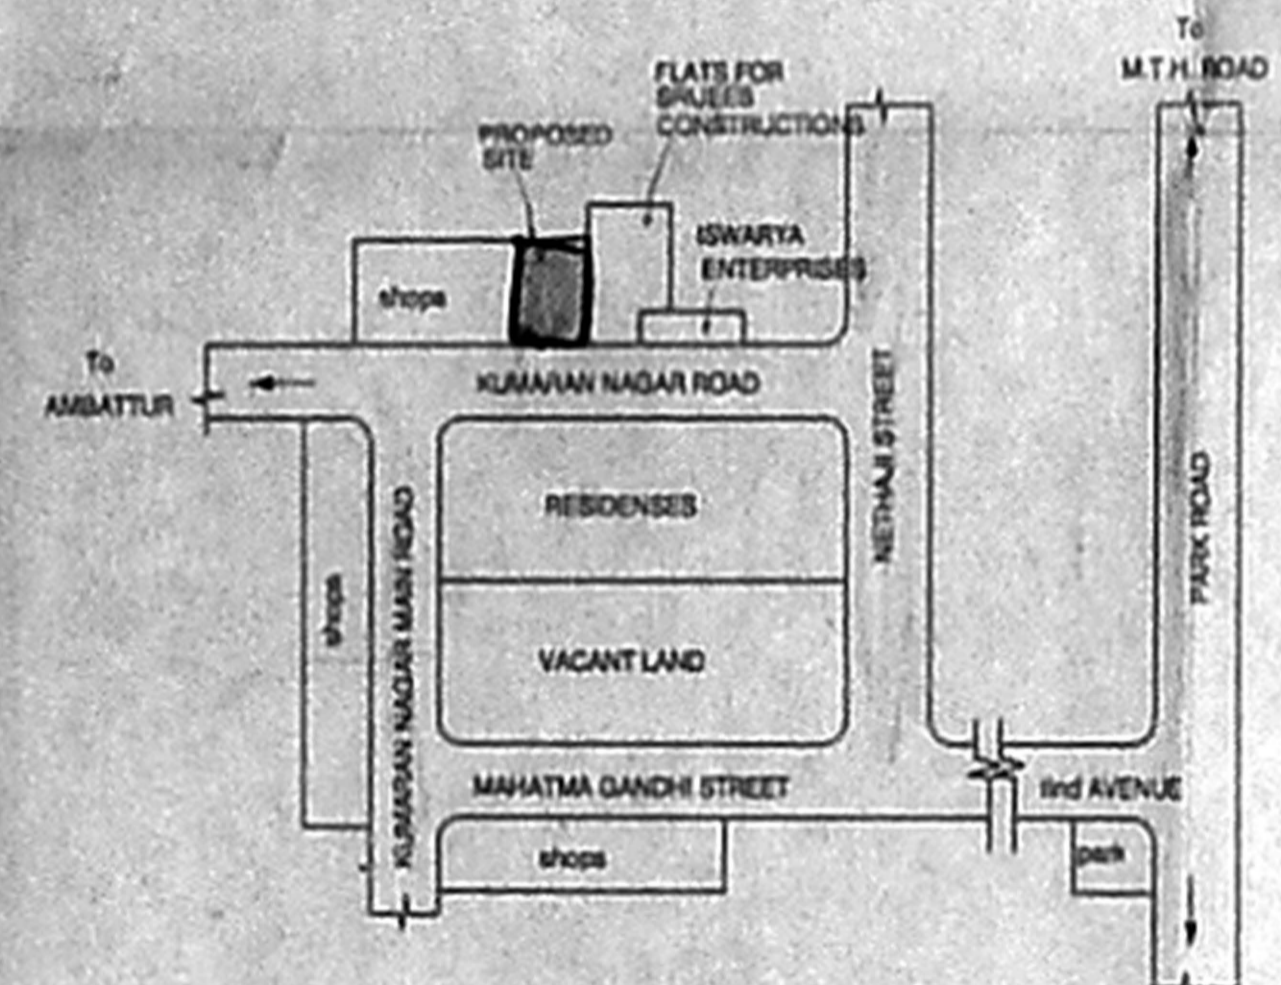 To
M.T.H. ROAD
FLATS FOR
SRIJEES
CONSTRUCTIONS
PROPOSED
SITE
ISWARYA
ENTERPRISES
shops
To
AMBATTUR
KUMARAN NAGAR ROAD
NETHAJI STREET
PARK ROAD
RESIDENSES
KUMARAN NAGAR MAIN ROAD
shops
VACANT LAND
MAHATMA GANDHI STREET
IInd AVENUE
shops
park